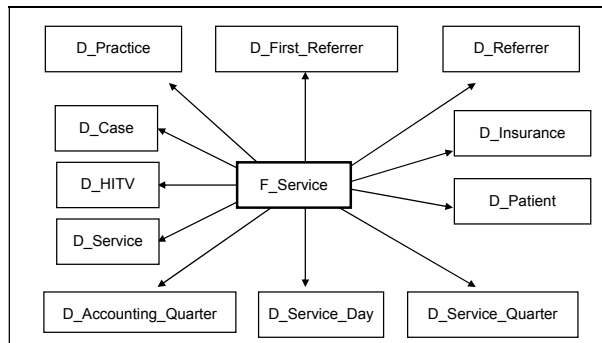 D_Practice
D_First_Referrer
D_Referrer
D_Case
D_Insurance
D_HITV
F_Service
D_Patient
D_Service
D_Accounting_Quarter
D_Service_Day
D_Service_Quarter